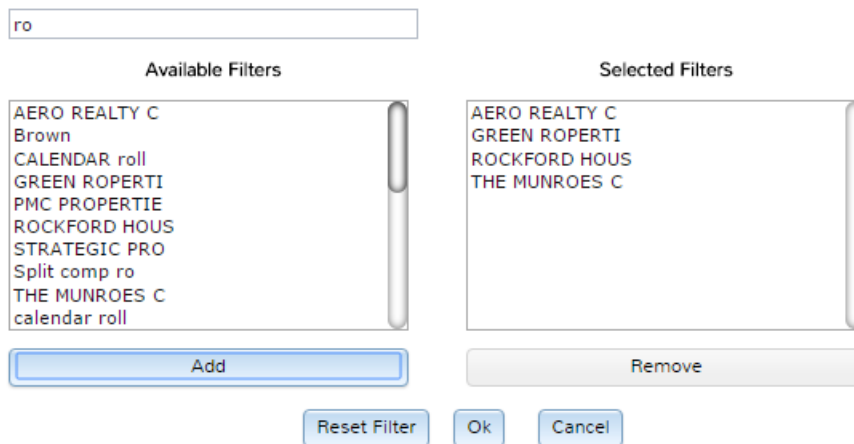 ro
Available Filters
AERO REALTY C
Brown
CALENDAR roll
GREEN ROPERTI
PMC PROPERTIE
ROCKFORD HOUS
STRATEGIC PRO
Split comp ro
THE MUNROES C
calendar roll
Add
Selected Filters
AERO REALTY C
GREEN ROPERTI
ROCKFORD HOUS
THE MUNROES C
Remove
Reset Filter
Ok
Cancel